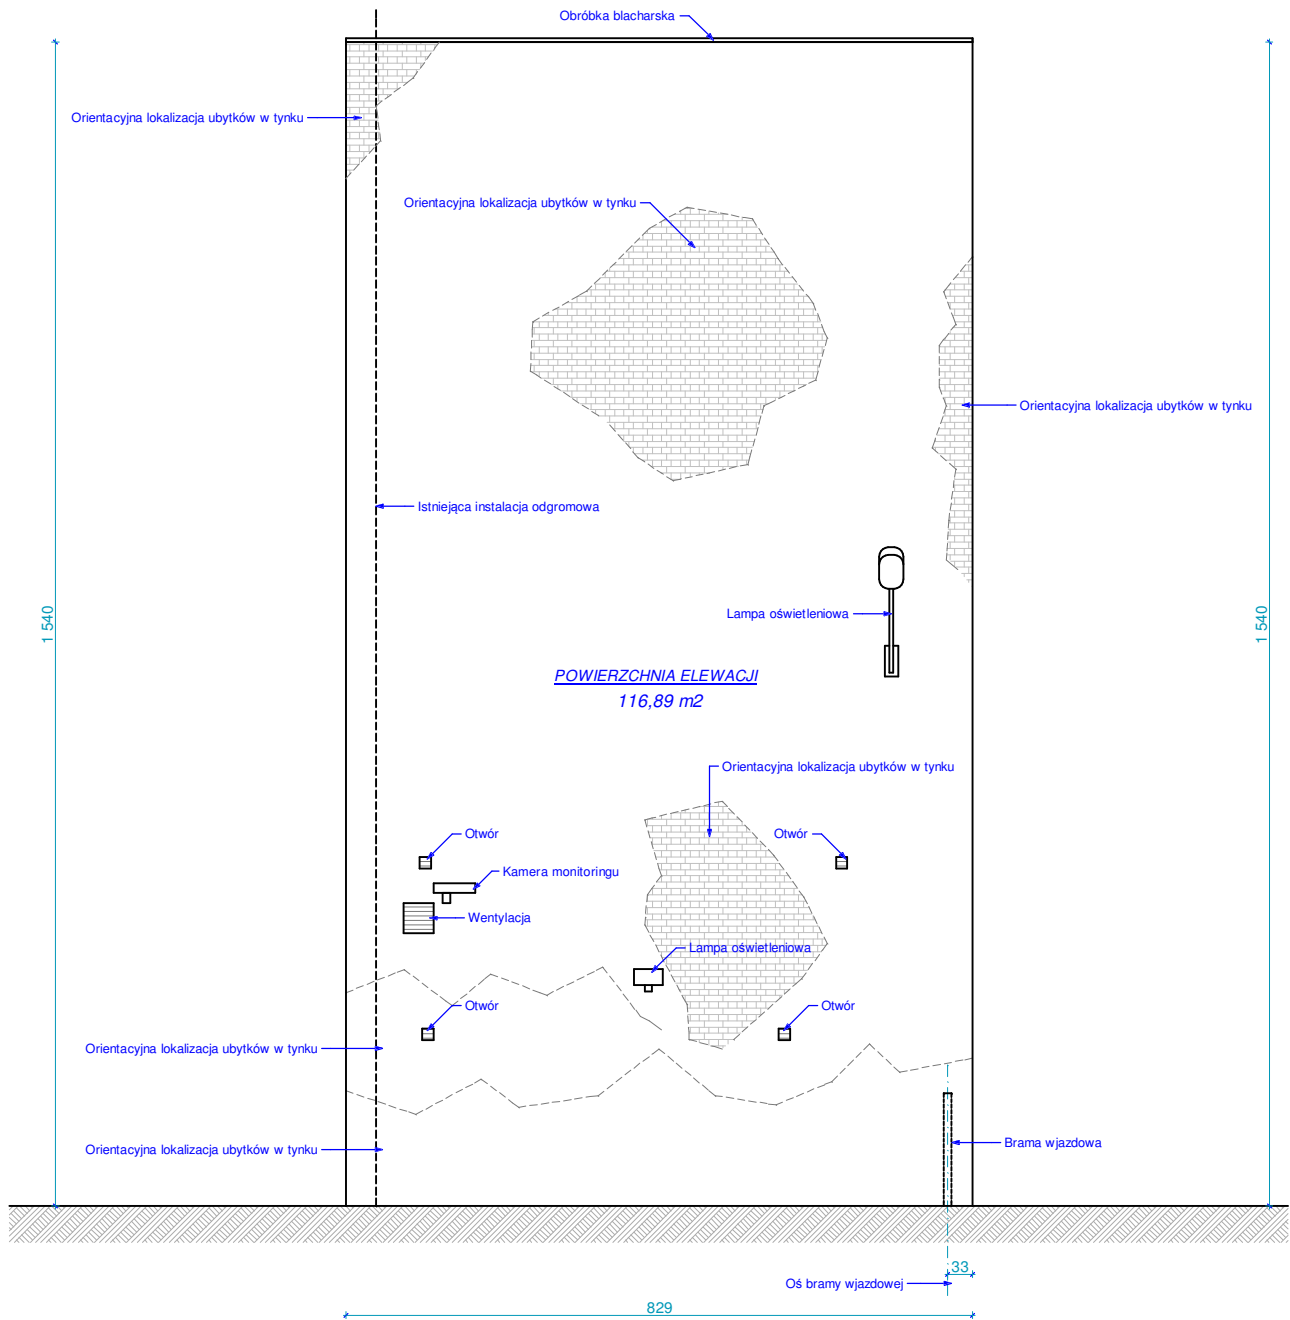 Obróbka blacharska
Orientacyjna lokalizacja ubytków w tynku
Orientacyjna lokalizacja ubytków w tynku
Orientacyjna lokalizacja ubytków w tynku
Istniejąca instalacja odgromowa
Lampa oświetleniowa
1 540
1 540
POWIERZCHNIA ELEWACJI
116,89 m2
Orientacyjna lokalizacja ubytków w tynku
Otwór
Otwór
Kamera monitoringu
Wentylacja
Lampa oświetleniowa
Otwór
Otwór
Orientacyjna lokalizacja ubytków w tynku
Brama wjazdowa
Orientacyjna lokalizacja ubytków w tynku
33
Oś bramy wjazdowej
829